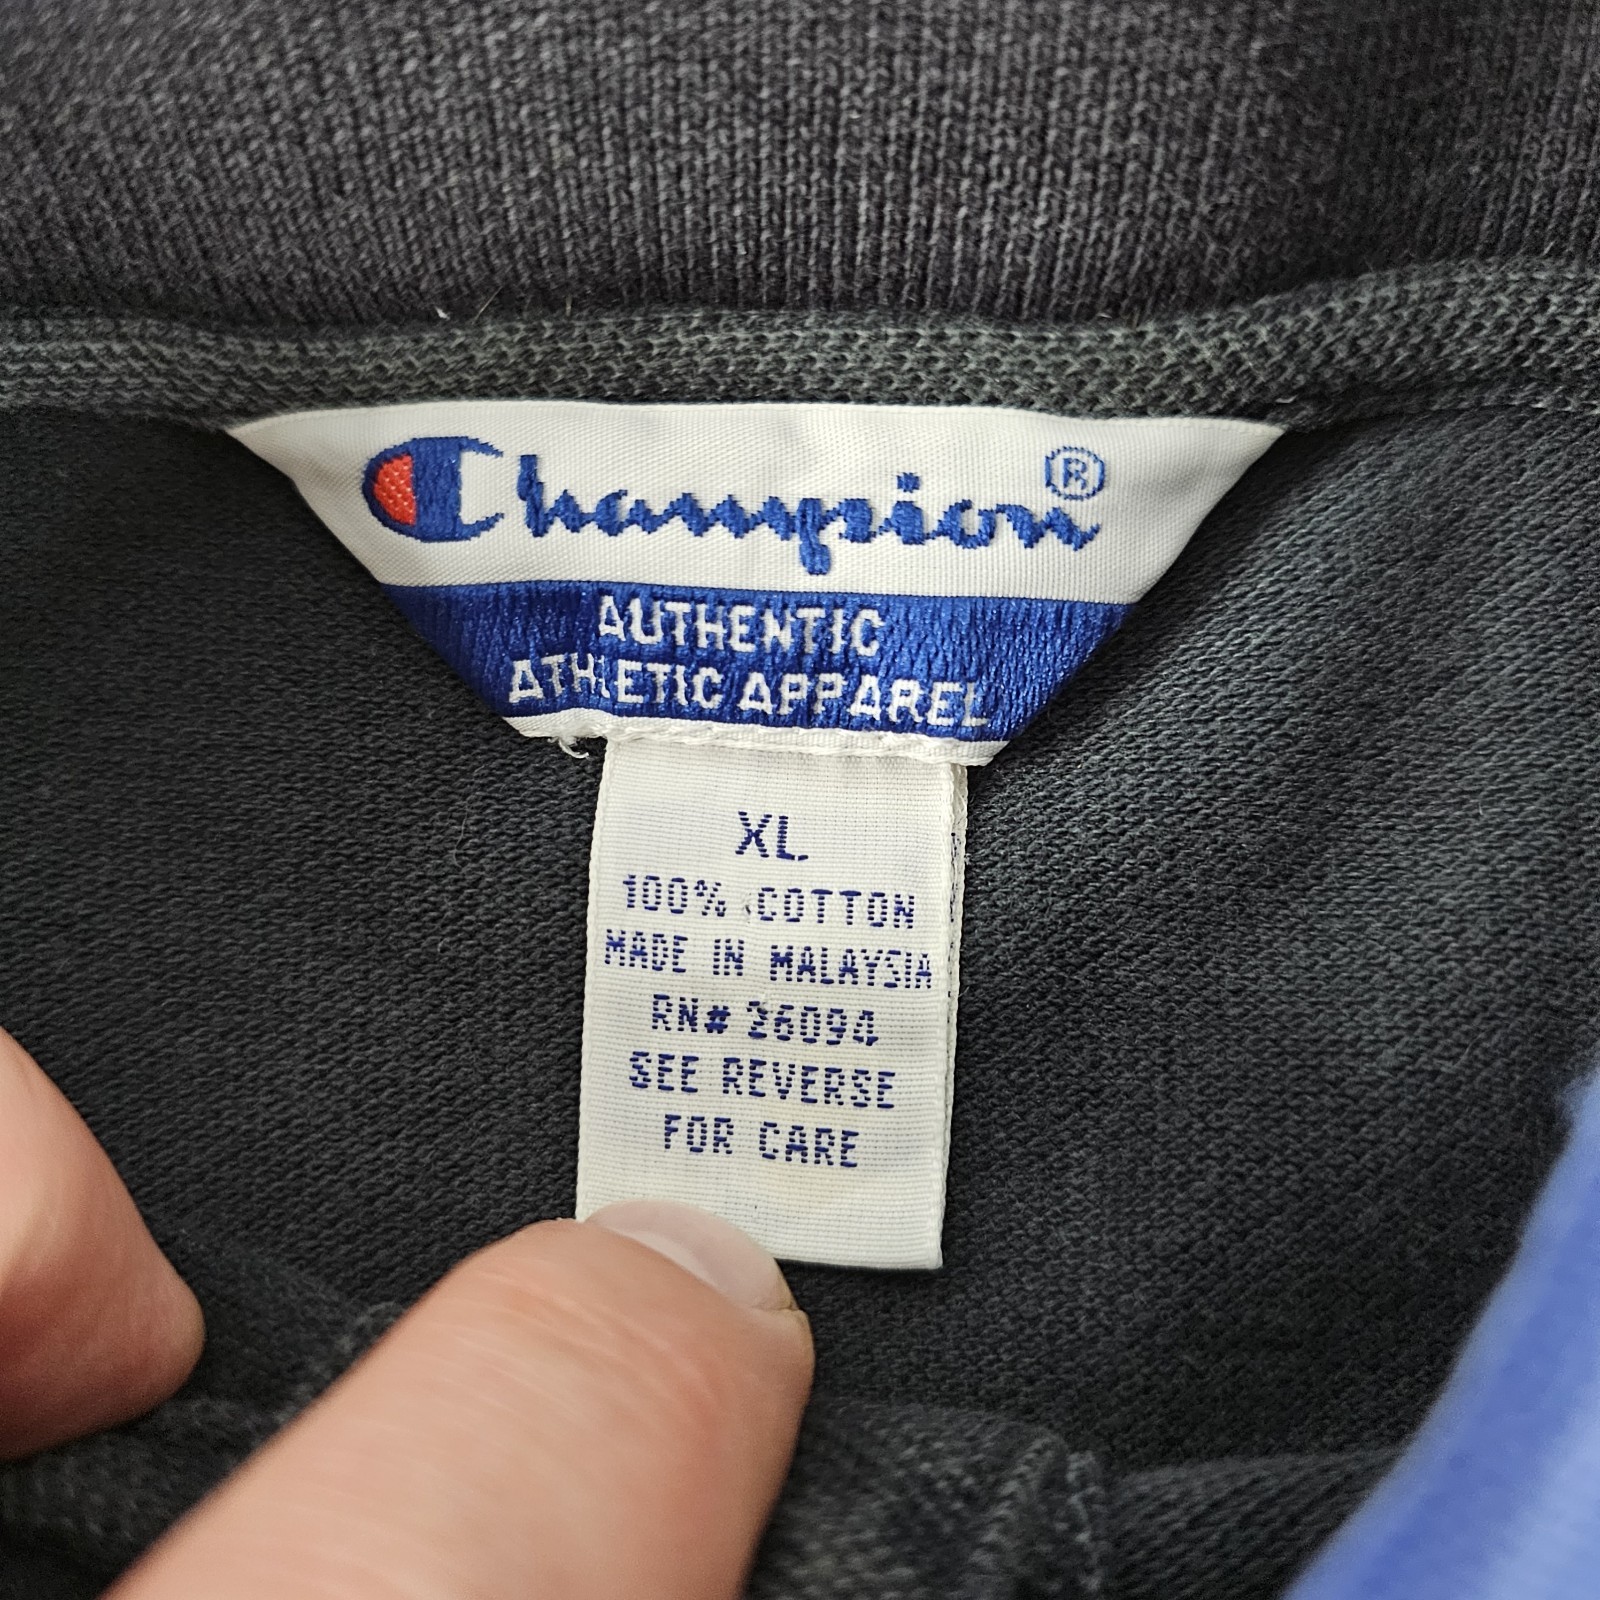 Champion®
AUTHENTIC
ATHLETIC APPAREL
XL
100% COTTON
MADE IN MALAYSIA
RN# 26094
SEE REVERSE
FOR CARE